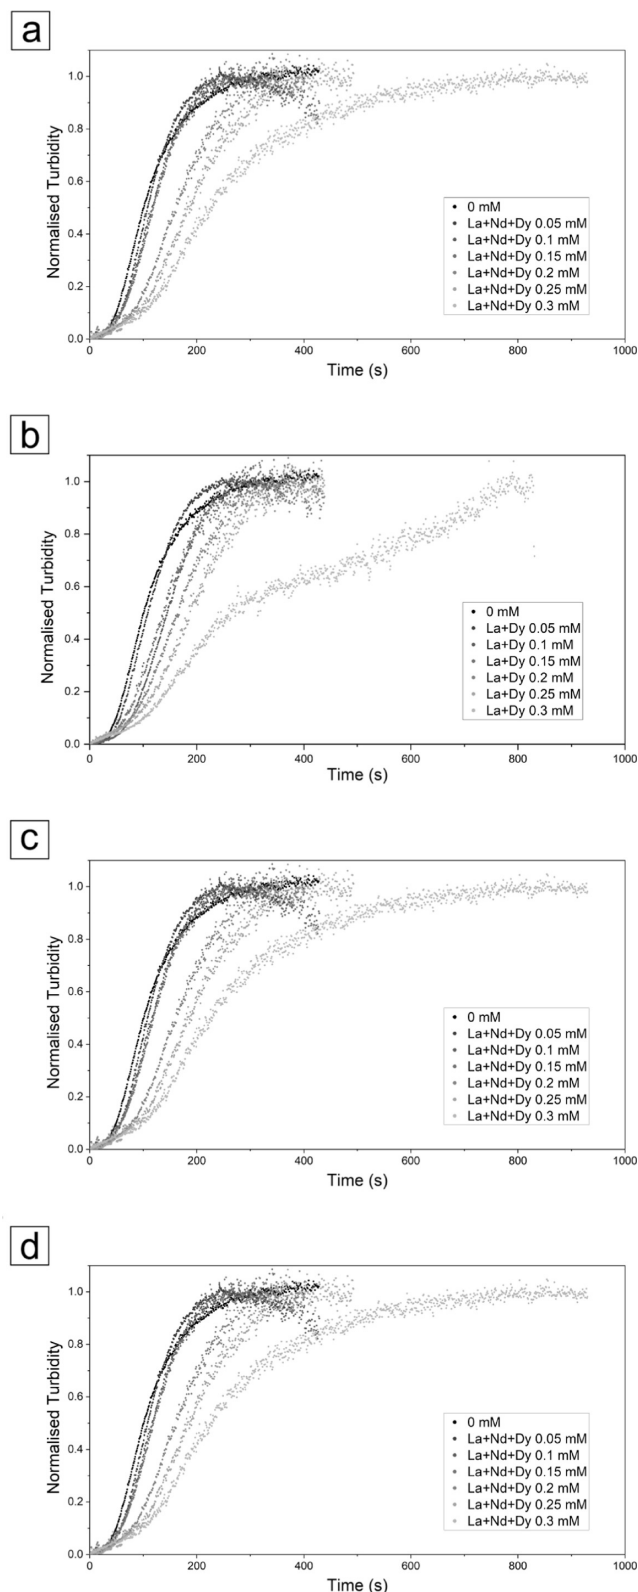 a
1.0
0.8
0.6
0.4
0.2
0.0
Normalised Turbidity
0 mM
La+Nd+Dy 0.05 mM
La+Nd+Dy 0.1 mM
La+Nd+Dy 0.15 mM
La+Nd+Dy 0.2 mM
La+Nd+Dy 0.25 mM
La+Nd+Dy 0.3 mM
0 200 400 600 800 1000
Time (s)
b
1.0
0.8
0.6
0.4
0.2
0.0
Normalised Turbidity
0 mM
La+Dy 0.05 mM
La+Dy 0.1 mM
La+Dy 0.15 mM
La+Dy 0.2 mM
La+Dy 0.25 mM
La+Dy 0.3 mM
0 200 400 600 800 1000
Time (s)
c
1.0
0.8
0.6
0.4
0.2
0.0
Normalised Turbidity
0 mM
La+Nd+Dy 0.05 mM
La+Nd+Dy 0.1 mM
La+Nd+Dy 0.15 mM
La+Nd+Dy 0.2 mM
La+Nd+Dy 0.25 mM
La+Nd+Dy 0.3 mM
0 200 400 600 800 1000
Time (s)
d
1.0
0.8
0.6
0.4
0.2
0.0
Normalised Turbidity
0 mM
La+Nd+Dy 0.05 mM
La+Nd+Dy 0.1 mM
La+Nd+Dy 0.15 mM
La+Nd+Dy 0.2 mM
La+Nd+Dy 0.25 mM
La+Nd+Dy 0.3 mM
0 200 400 600 800 1000
Time (s)